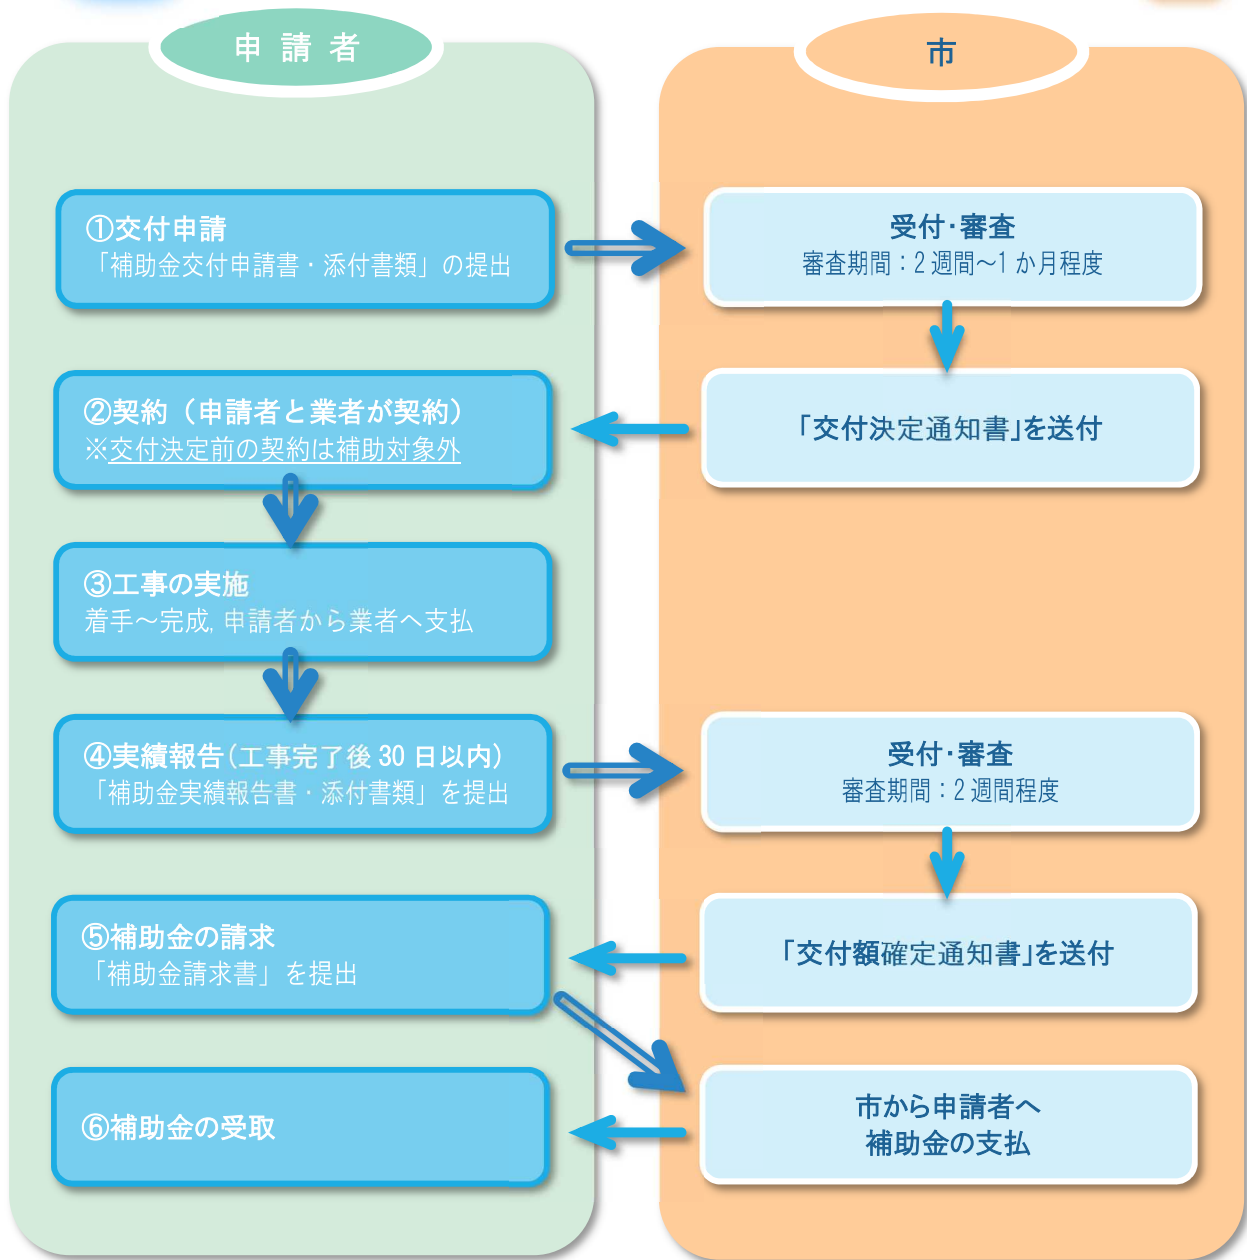 申 請 者
市
①交付申請
「補助金交付申請書・添付書類」の提出
受付・審査
審査期間：2週間～1か月程度
②契約（申請者と業者が契約）
※交付決定前の契約は補助対象外
「交付決定通知書」を送付
③工事の実施
着手～完成,申請者から業者へ支払
④実績報告(工事完了後30日以内)
「補助金実績報告書・添付書類」を提出
受付・審査
審査期間：2週間程度
⑤補助金の請求
「補助金請求書」を提出
「交付額確定通知書」を送付
⑥補助金の受取
市から申請者へ
補助金の支払